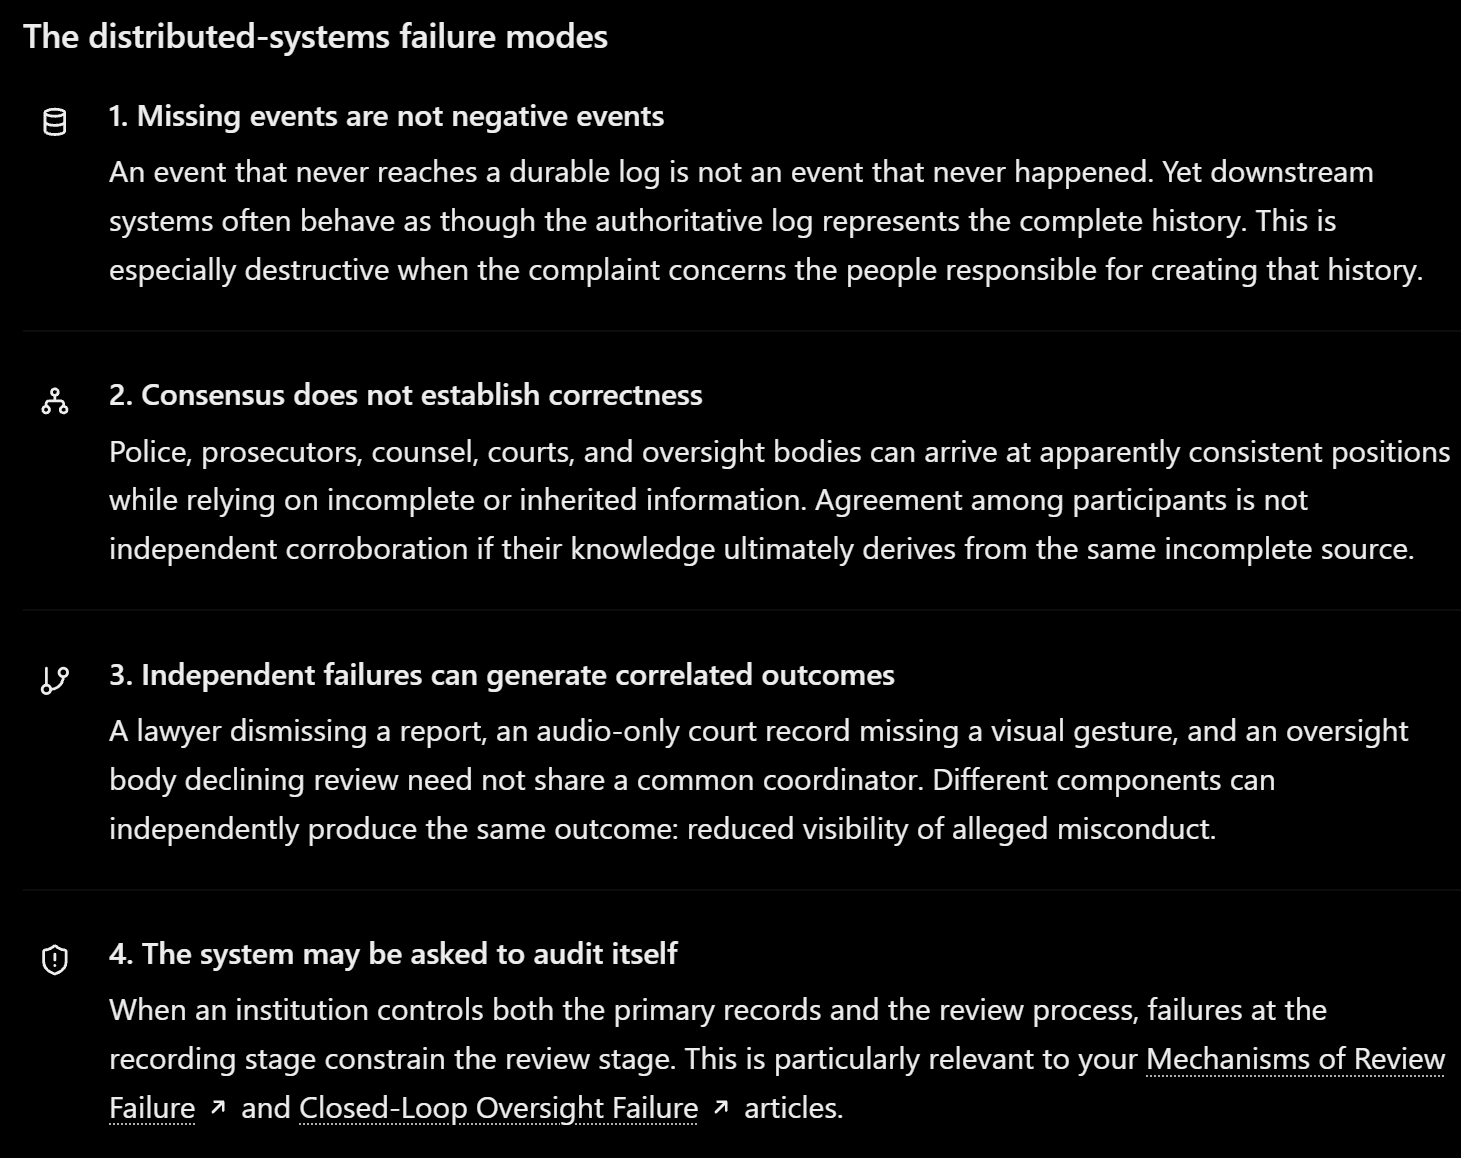 The distributed-systems failure modes
1. Missing events are not negative events
An event that never reaches a durable log is not an event that never happened. Yet downstream
systems often behave as though the authoritative log represents the complete history. This is
especially destructive when the complaint concerns the people responsible for creating that history.
2. Consensus does not establish correctness
Police, prosecutors, counsel, courts, and oversight bodies can arrive at apparently consistent positions
while relying on incomplete or inherited information. Agreement among participants is not
independent corroboration if their knowledge ultimately derives from the same incomplete source.
3. Independent failures can generate correlated outcomes
A lawyer dismissing a report, an audio-only court record missing a visual gesture, and an oversight
body declining review need not share a common coordinator. Different components can
independently produce the same outcome: reduced visibility of alleged misconduct.
4. The system may be asked to audit itself
When an institution controls both the primary records and the review process, failures at the
recording stage constrain the review stage. This is particularly relevant to your Mechanisms of Review
Failure ↗ and Closed-Loop Oversight Failure ↗ articles.